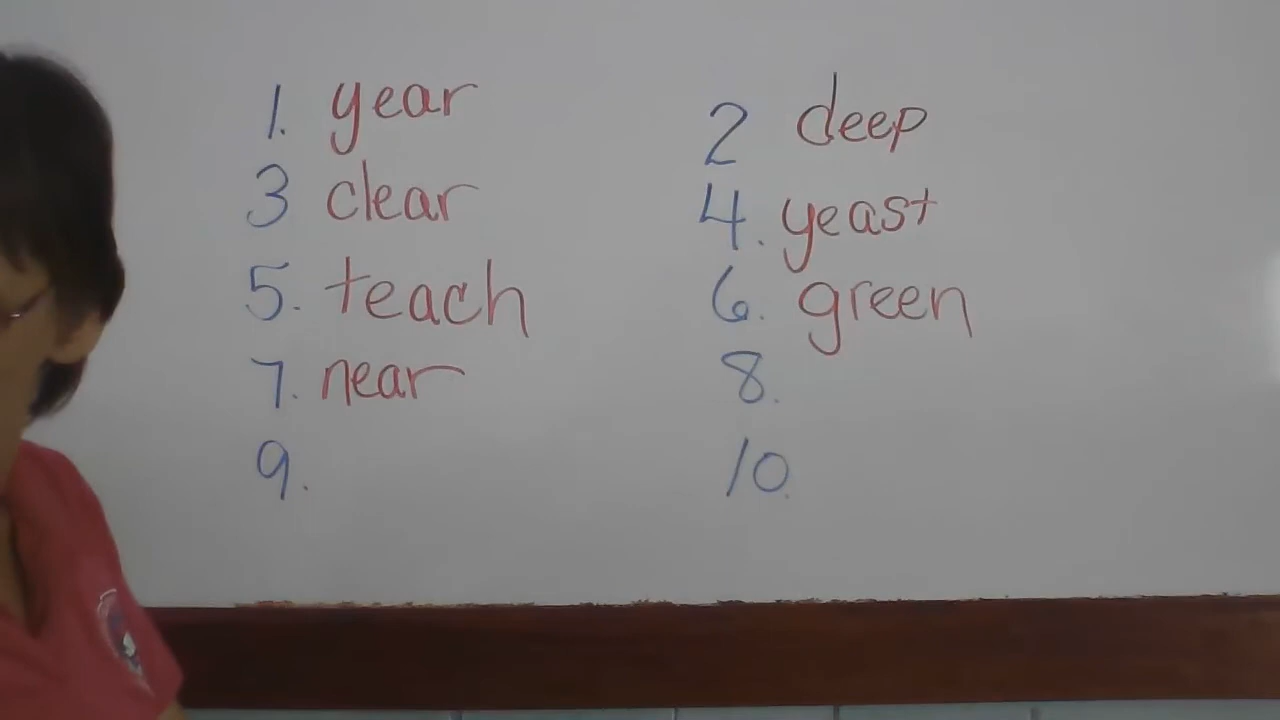 1. year 2 deep
3 clear 4. yeast
5. teach 6. green
7. near 8.
9. 10.